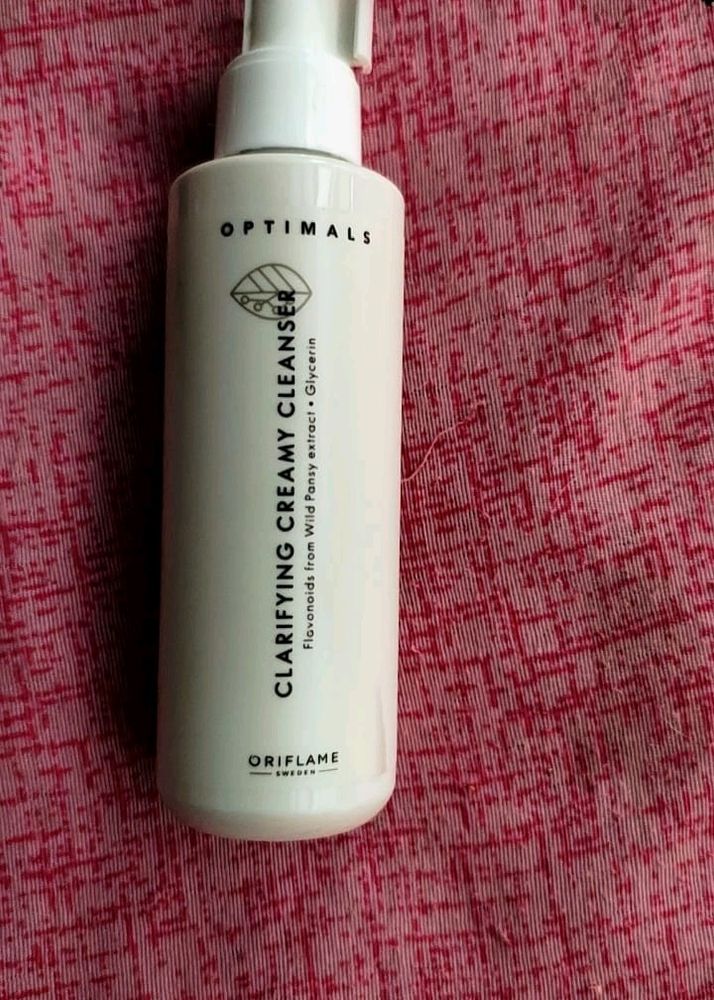 OPTIMALS
CLARIFYING CREAMY CLEANSER
Flavonoids from Wild Pansy extract • Glycerin
ORIFLAME
SWEDEN